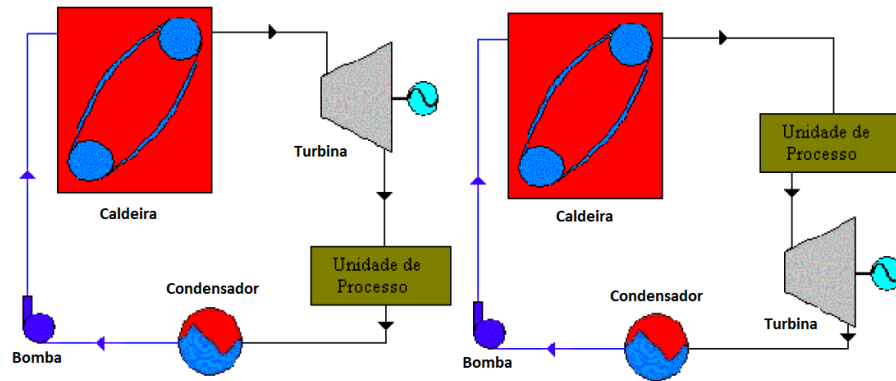 Caldeira
Turbina
Unidade de
Processo
Condensador
Bomba
Caldeira
Unidade de
Processo
Turbina
Condensador
Bomba